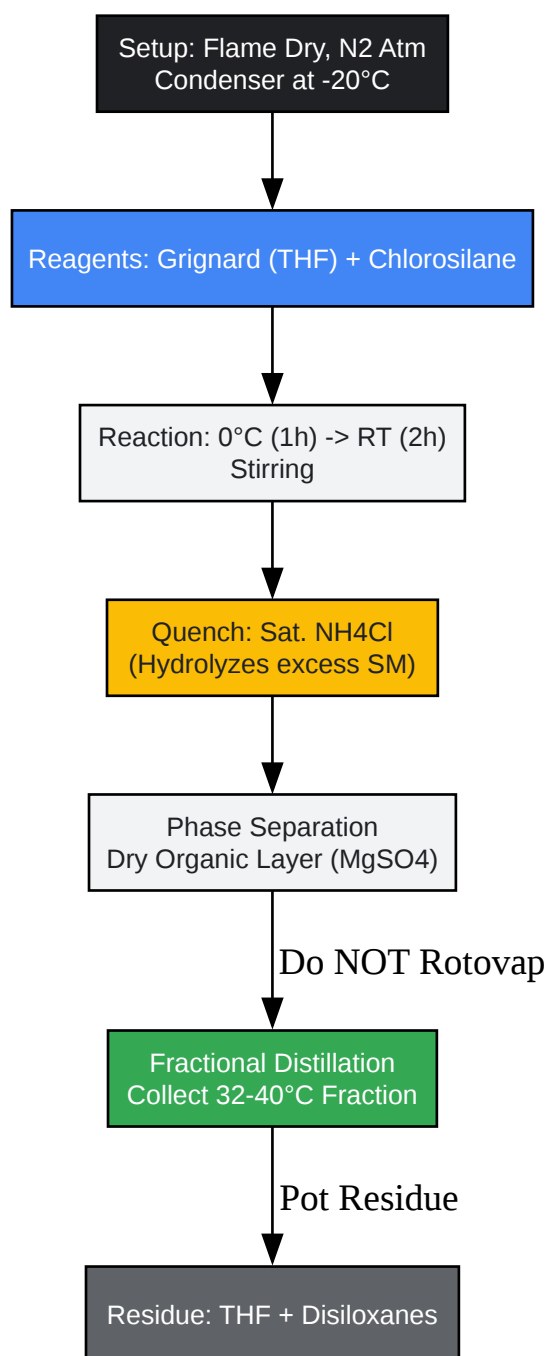 Setup: Flame Dry, N2 Atm
Condenser at -20°C
Reagents: Grignard (THF) + Chlorosilane
Reaction: 0°C (1h) -> RT (2h)
Stirring
Quench: Sat. NH4Cl
(Hydrolyzes excess SM)
Phase Separation
Dry Organic Layer (MgSO4)
Do NOT Rotovap
Fractional Distillation
Collect 32-40°C Fraction
Pot Residue
Residue: THF + Disiloxanes